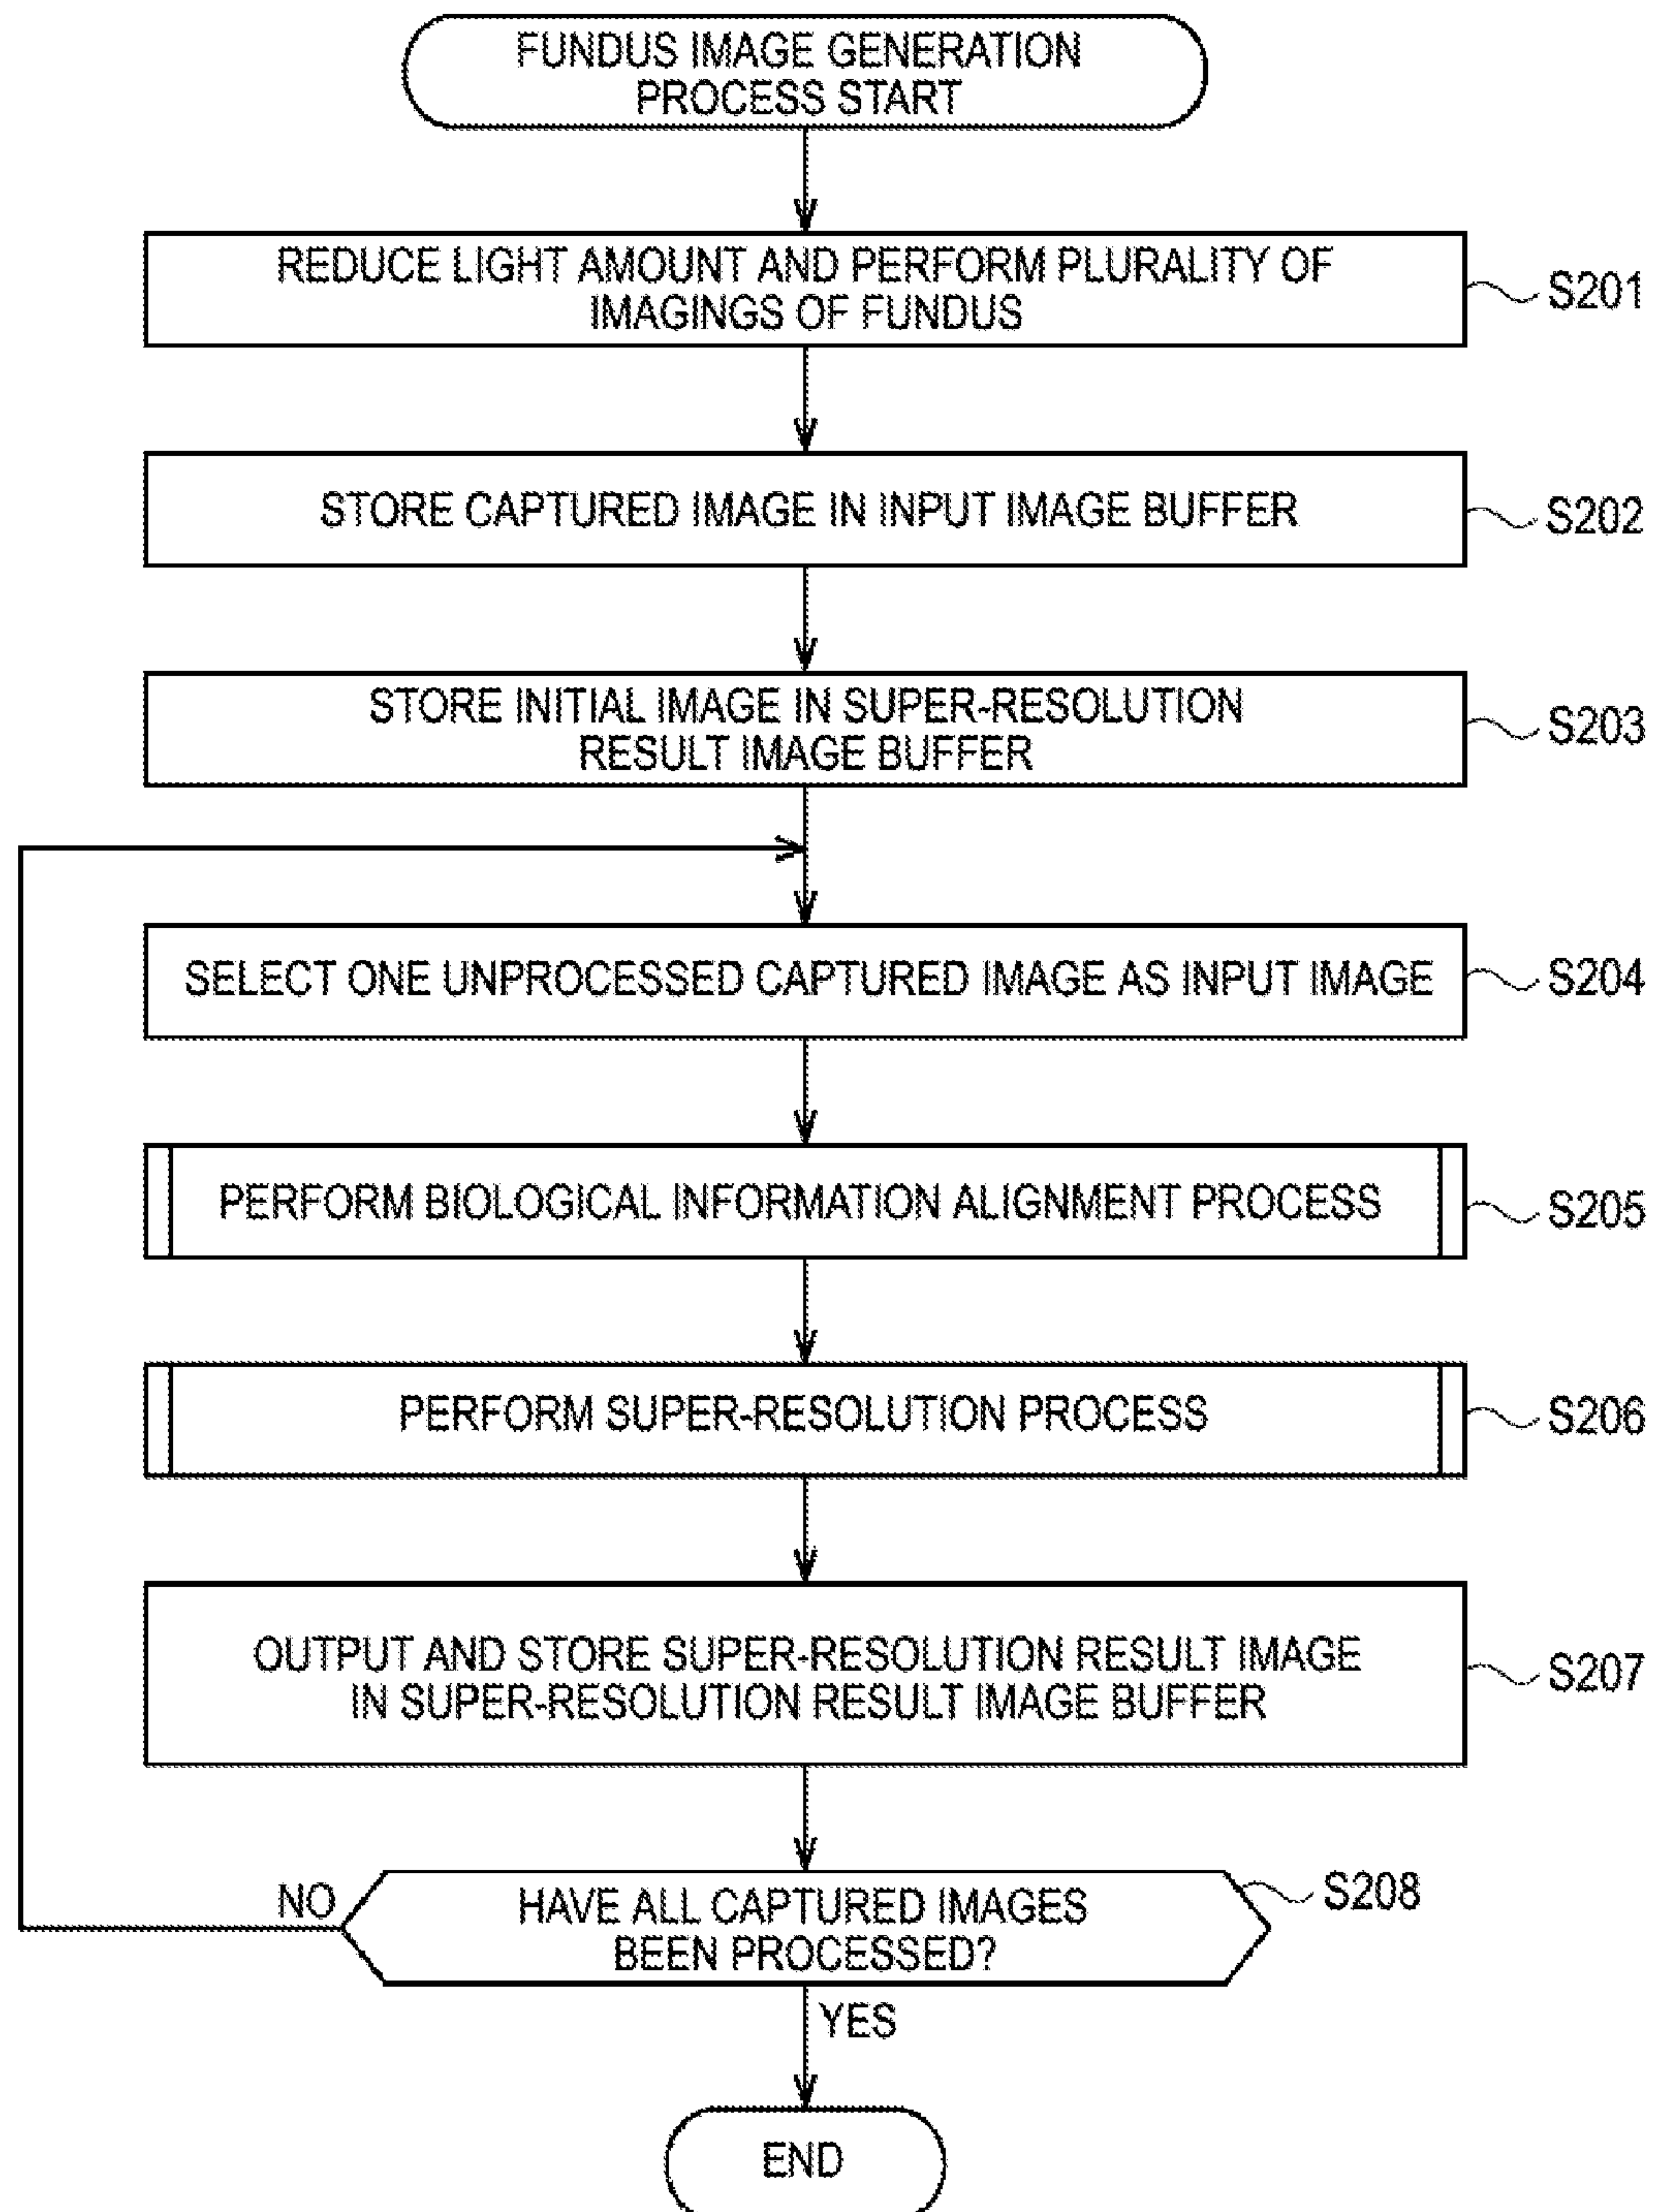 FUNDUS IMAGE GENERATION
PROCESS START
REDUCE LIGHT AMOUNT AND PERFORM PLURALITY OF
IMAGINGS OF FUNDUS
S201
STORE CAPTURED IMAGE IN INPUT IMAGE BUFFER
S202
STORE INITIAL IMAGE IN SUPER-RESOLUTION
RESULT IMAGE BUFFER
S203
SELECT ONE UNPROCESSED CAPTURED IMAGE AS INPUT IMAGE
S204
PERFORM BIOLOGICAL INFORMATION ALIGNMENT PROCESS
S205
PERFORM SUPER-RESOLUTION PROCESS
S206
OUTPUT AND STORE SUPER-RESOLUTION RESULT IMAGE
IN SUPER-RESOLUTION RESULT IMAGE BUFFER
S207
NO
HAVE ALL CAPTURED IMAGES
BEEN PROCESSED?
S208
YES
END